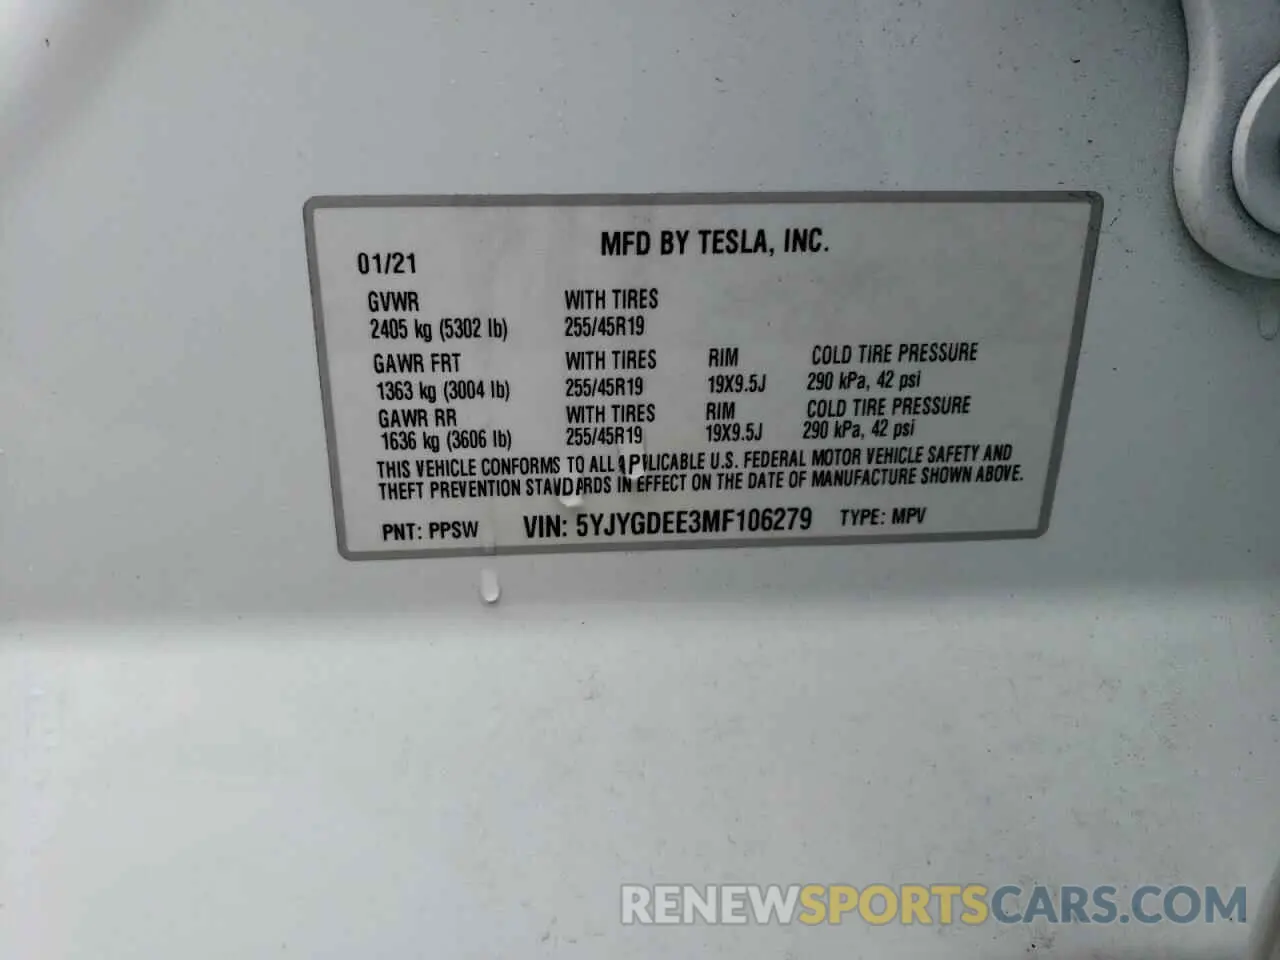 MFD BY TESLA, INC.
01/21
GVWR WITH TIRES
2405 kg (5302 lb) 255/45R19
GAWR FRT WITH TIRES RIM COLD TIRE PRESSURE
1363 kg (3004 lb) 255/45R19 19X9.5J 290 kPa, 42 psi
GAWR RR WITH TIRES RIM COLD TIRE PRESSURE
1636 kg (3606 lb) 255/45R19 19X9.5J 290 kPa, 42 psi
THIS VEHICLE CONFORMS TO ALL APPLICABLE U.S. FEDERAL MOTOR VEHICLE SAFETY AND
THEFT PREVENTION STANDARDS IN EFFECT ON THE DATE OF MANUFACTURE SHOWN ABOVE.
PNT: PPSW VIN: 5YJYGDEE3MF106279 TYPE: MPV
RENEWSPORTSCARS.COM